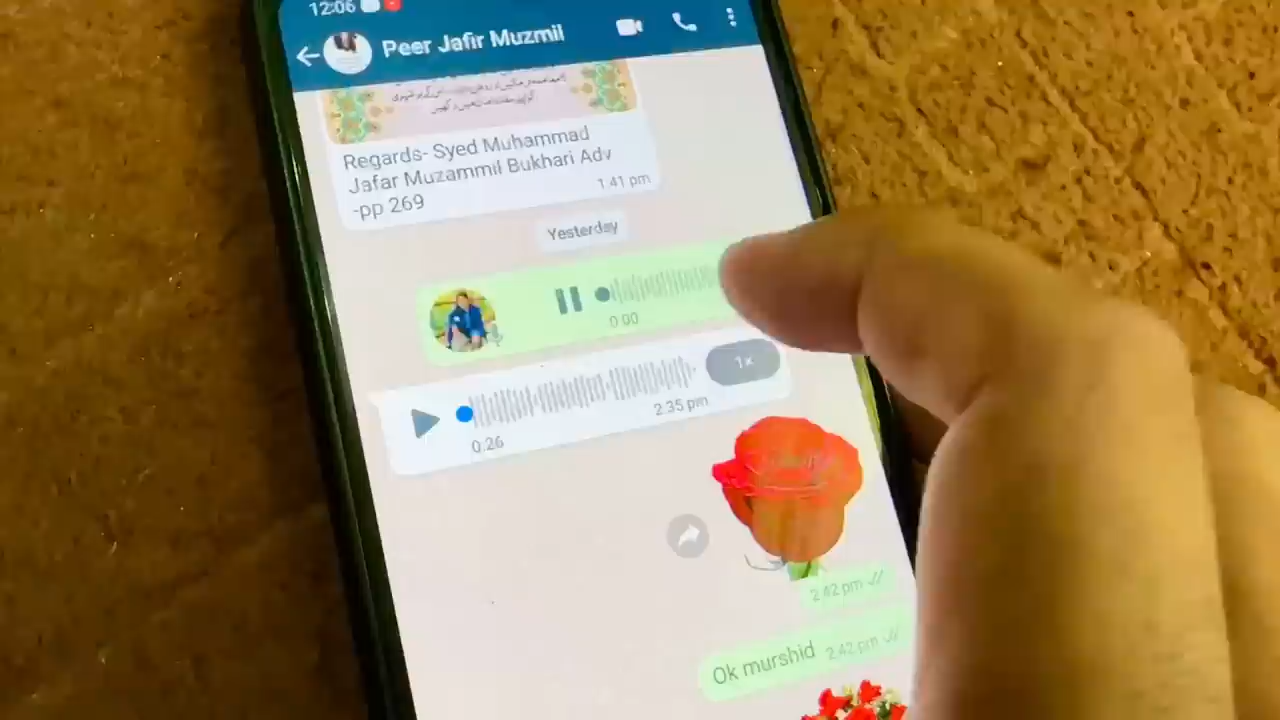 12:06
Peer Jafir Muzmil
Regards- Syed Muhammad
Jafar Muzammil Bukhari Adv
-pp 269
1:41 pm
Yesterday
0:00
1x
2:35 pm
0:26
2:42 pm
Ok murshid
2:42 pm